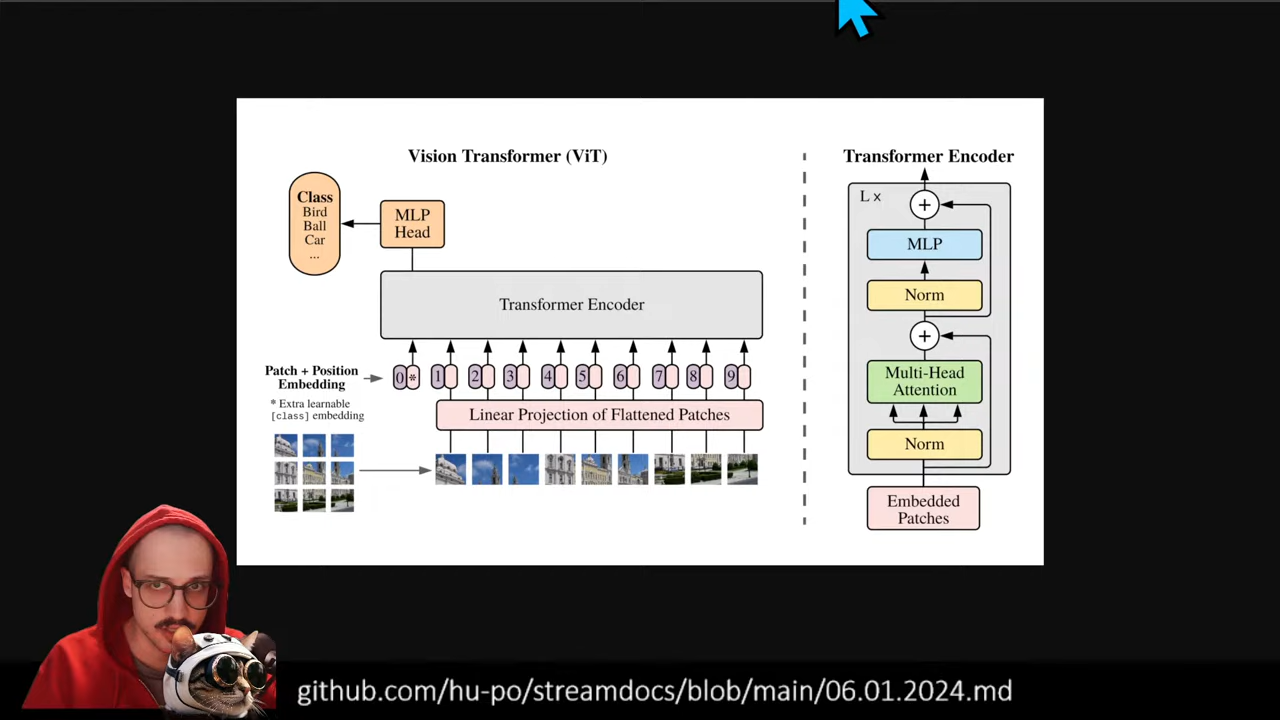 Vision Transformer (ViT)
Class
Bird
Ball
Car
...
MLP
Head
Transformer Encoder
Patch + Position
Embedding
0 * 1 2 3 4 5 6 7 8 9
* Extra learnable
[class] embedding
Linear Projection of Flattened Patches
Transformer Encoder
L x
+
MLP
Norm
+
Multi-Head
Attention
Norm
Embedded
Patches
github.com/hu-po/streamdocs/blob/main/06.01.2024.md